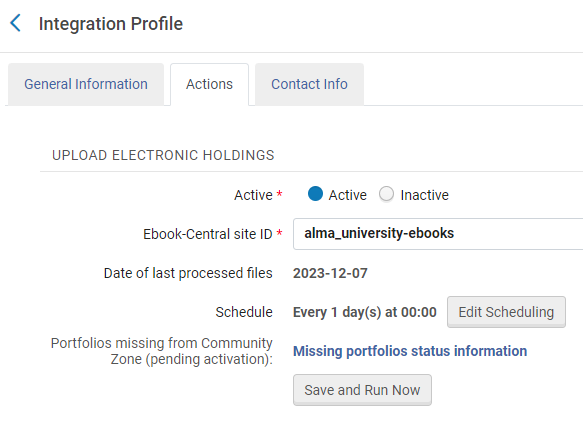 Integration Profile
General Information
Actions
Contact Info
UPLOAD ELECTRONIC HOLDINGS
Active * Active Inactive
Ebook-Central site ID * alma_university-ebooks
Date of last processed files 2023-12-07
Schedule Every 1 day(s) at 00:00 Edit Scheduling
Portfolios missing from Community
Zone (pending activation): Missing portfolios status information
Save and Run Now